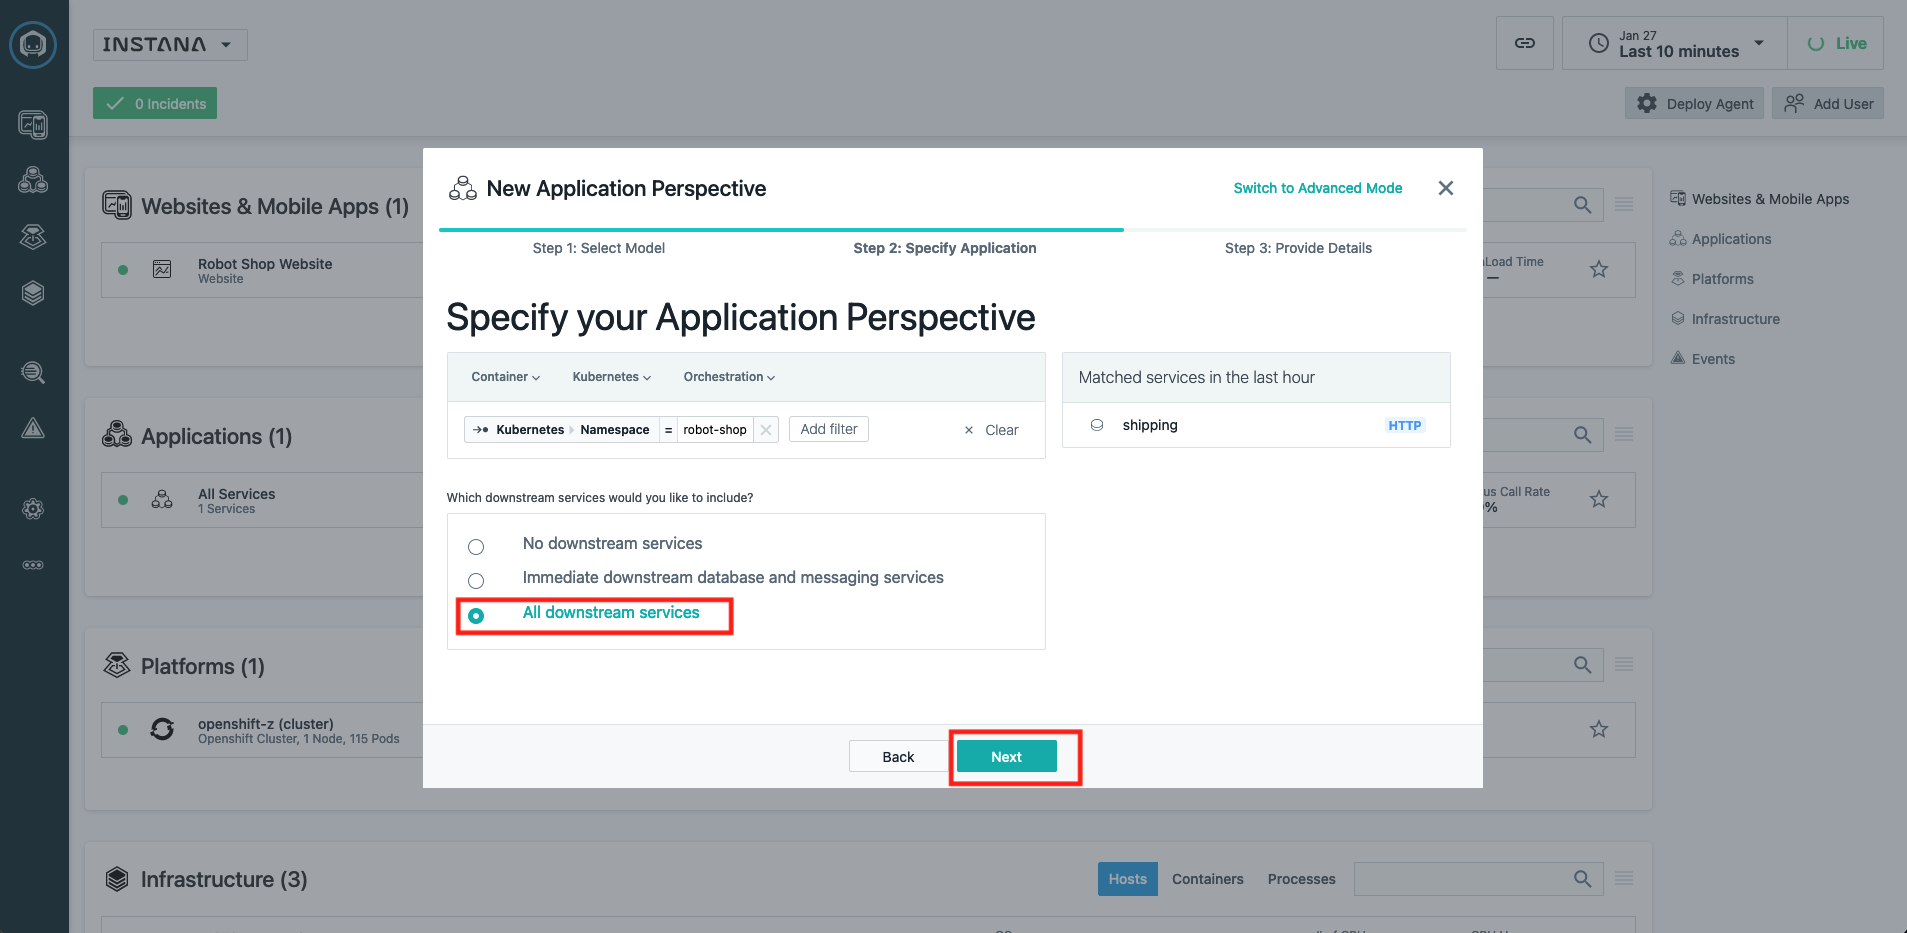 INSTANA
Jan 27
Last 10 minutes
Live
0 Incidents
Deploy Agent
Add User
New Application Perspective
Switch to Advanced Mode
Step 1: Select Model
Step 2: Specify Application
Step 3: Provide Details
Specify your Application Perspective
Container
Kubernetes
Orchestration
Kubernetes Namespace = robot-shop
Add filter
× Clear
Matched services in the last hour
shipping HTTP
Which downstream services would you like to include?
No downstream services
Immediate downstream database and messaging services
All downstream services
Back
Next
Websites & Mobile Apps (1)
Robot Shop Website
Website
Load Time
—
Applications (1)
All Services
1 Services
us Call Rate
%
Platforms (1)
openshift-z (cluster)
Openshift Cluster, 1 Node, 115 Pods
Infrastructure (3)
Hosts
Containers
Processes
Websites & Mobile Apps
Applications
Platforms
Infrastructure
Events